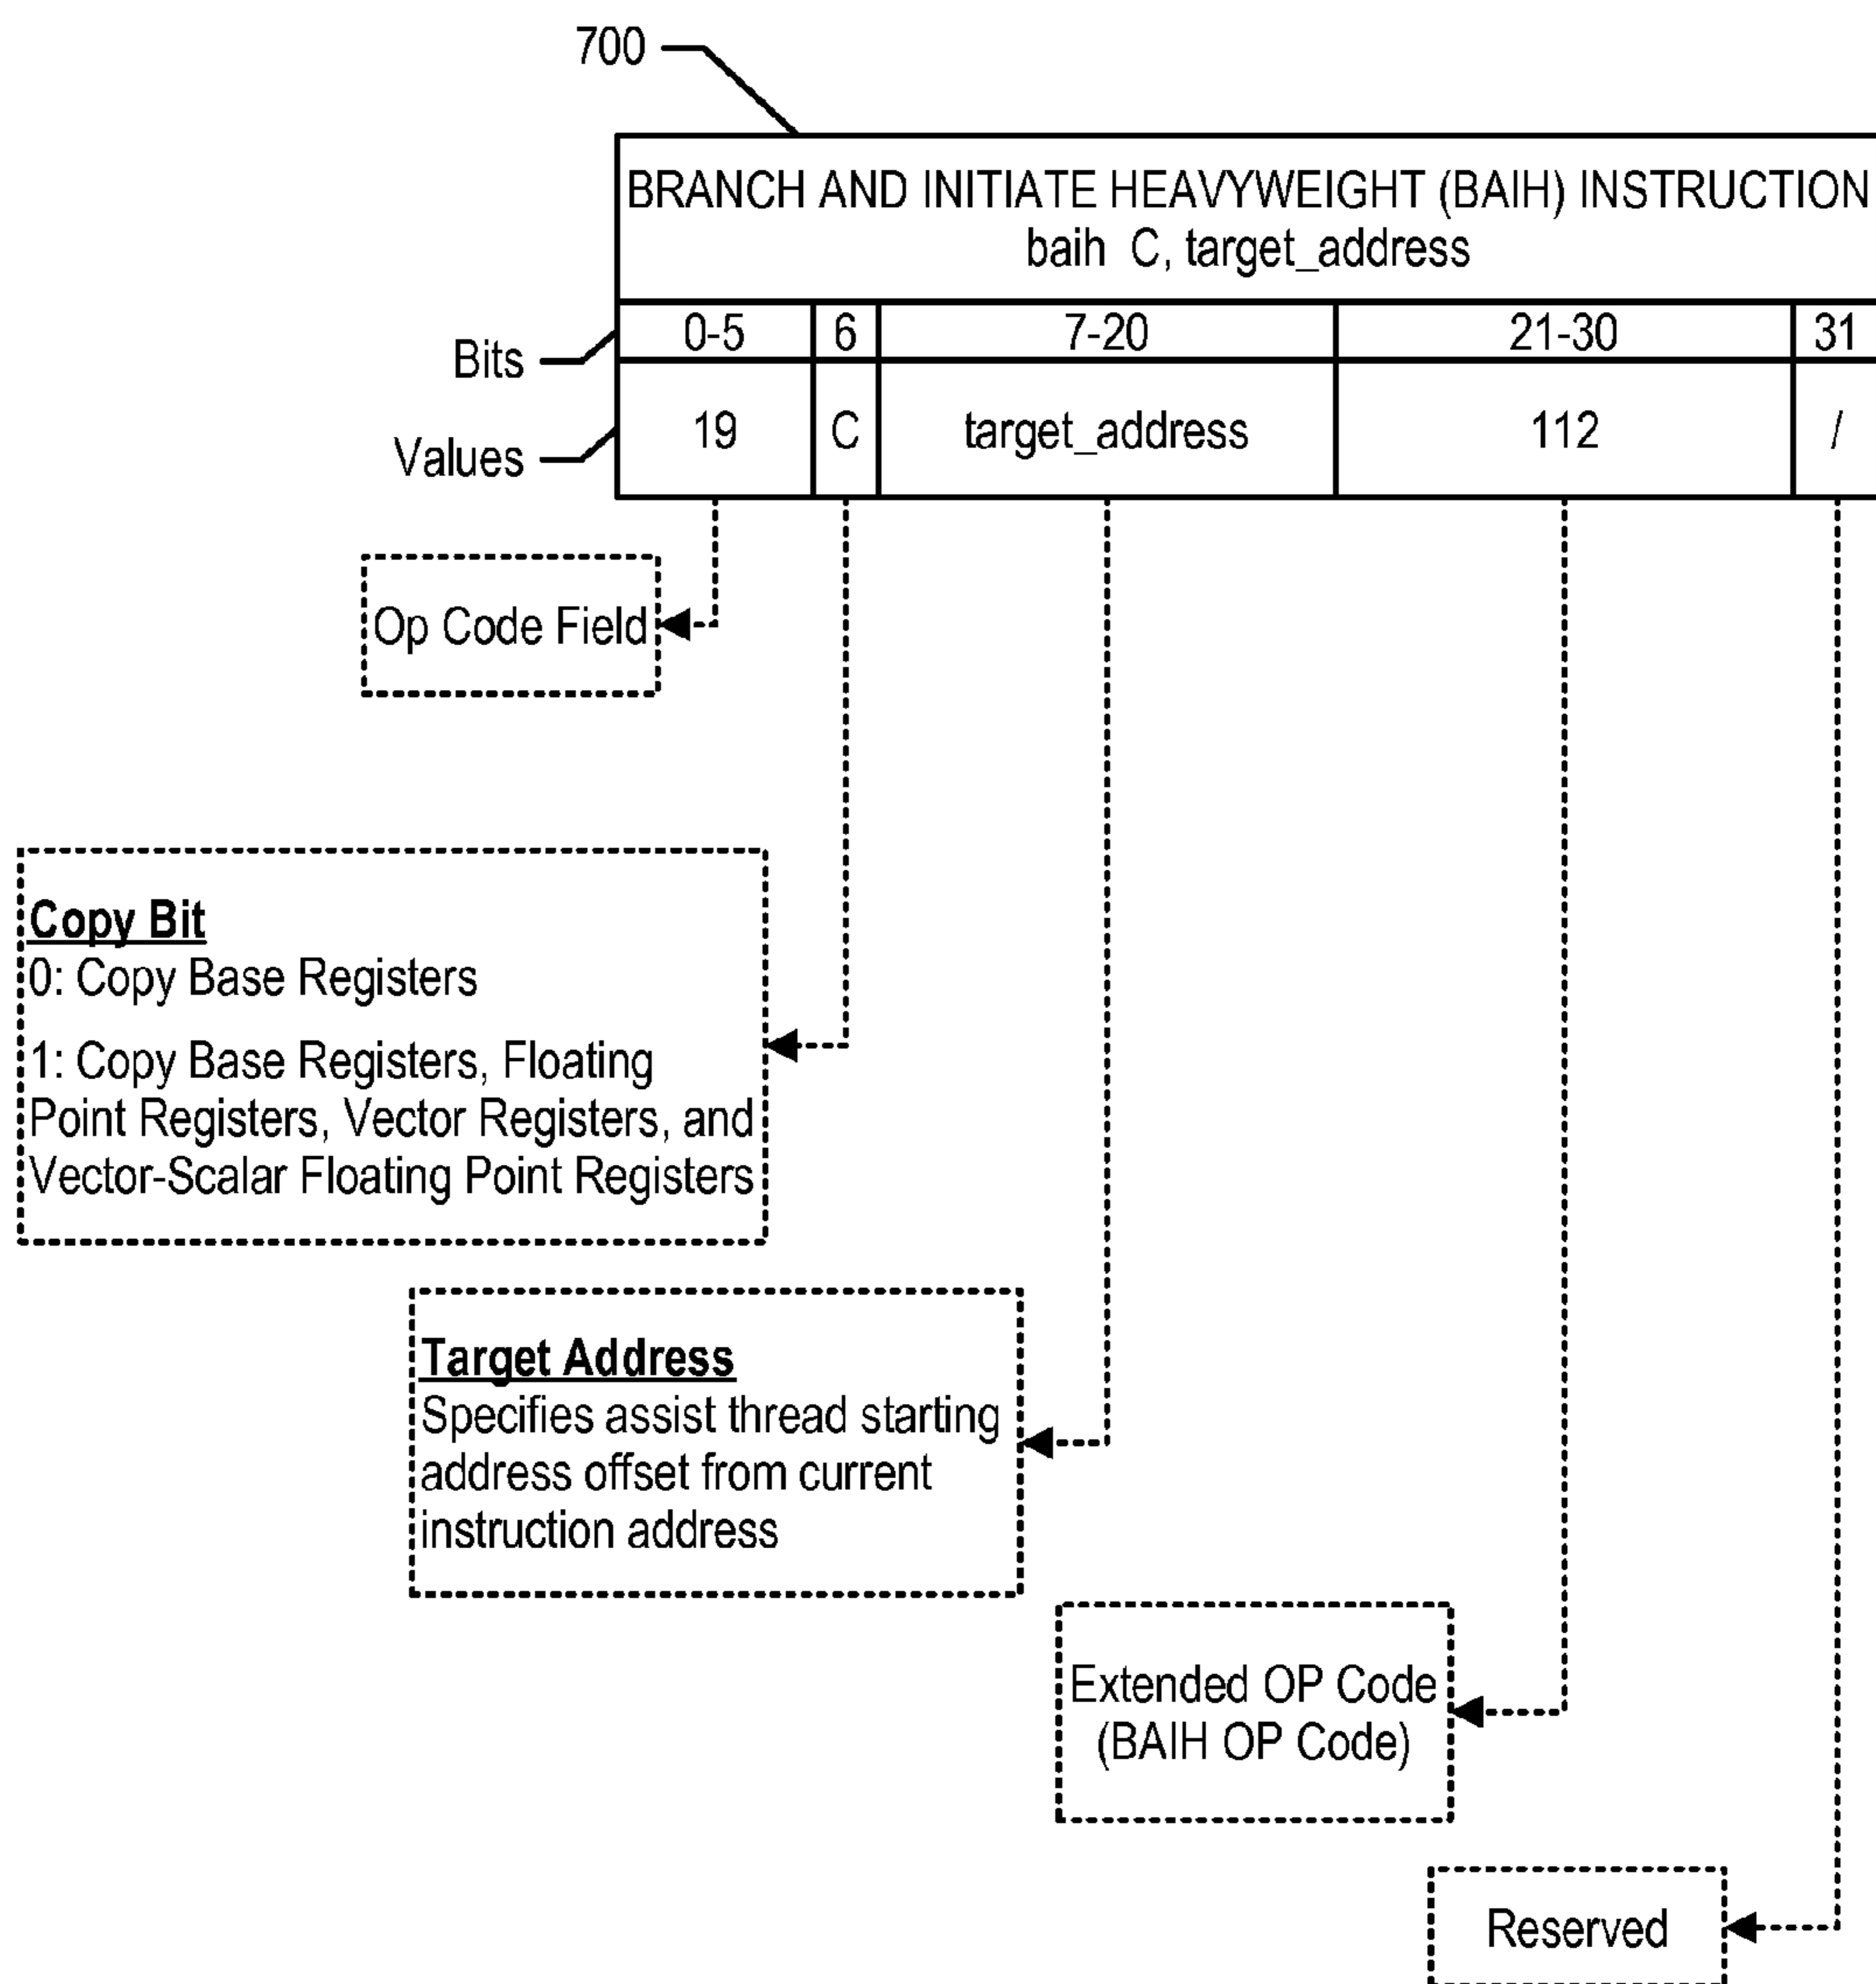 700
BRANCH AND INITIATE HEAVYWEIGHT (BAIH) INSTRUCTION
baih C, target_address
Bits
0-5 6 7-20 21-30 31
Values
19 C target_address 112 /
Op Code Field
Copy Bit
0: Copy Base Registers
1: Copy Base Registers, Floating
Point Registers, Vector Registers, and
Vector-Scalar Floating Point Registers
Target Address
Specifies assist thread starting
address offset from current
instruction address
Extended OP Code
(BAIH OP Code)
Reserved